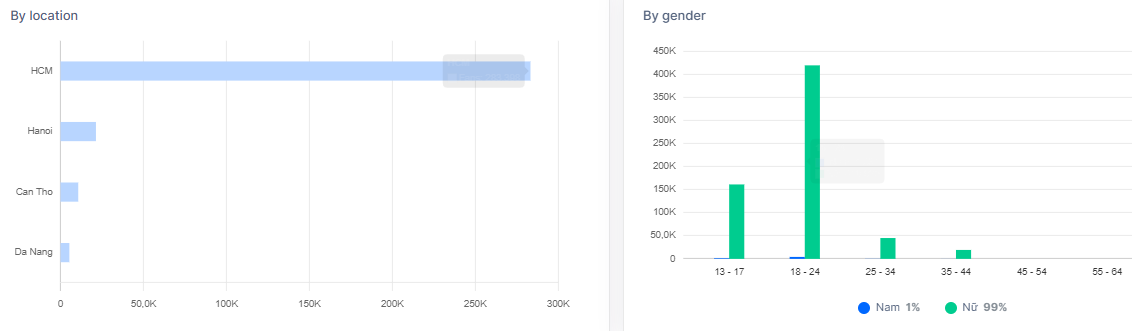 By location
HCM
Hanoi
Can Tho
Da Nang
0
50,0K
100K
150K
200K
250K
300K
By gender
450K
400K
350K
300K
250K
200K
150K
100K
50,0K
0
13 - 17
18 - 24
25 - 34
35 - 44
45 - 54
55 - 64
Nam 1%
Nữ 99%